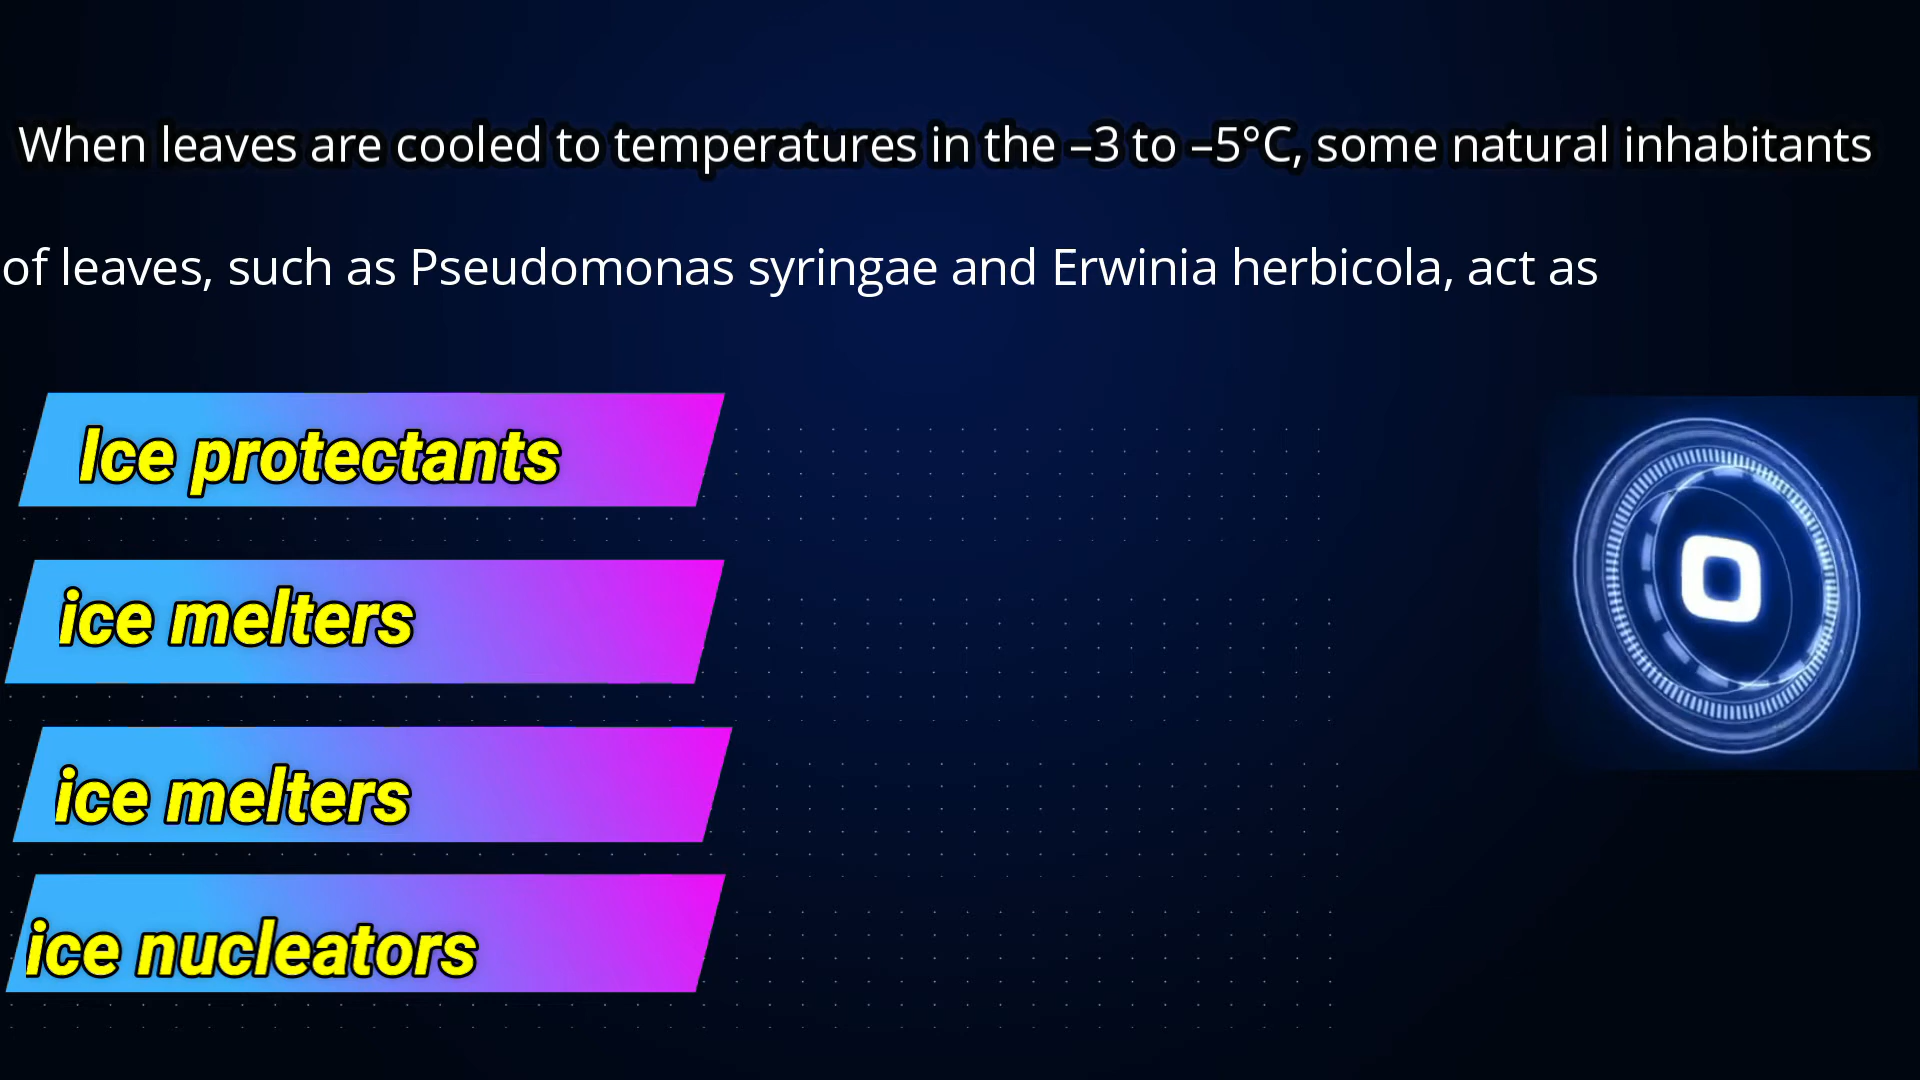 When leaves are cooled to temperatures in the –3 to –5°C, some natural inhabitants
of leaves, such as Pseudomonas syringae and Erwinia herbicola, act as
Ice protectants
ice melters
ice melters
ice nucleators